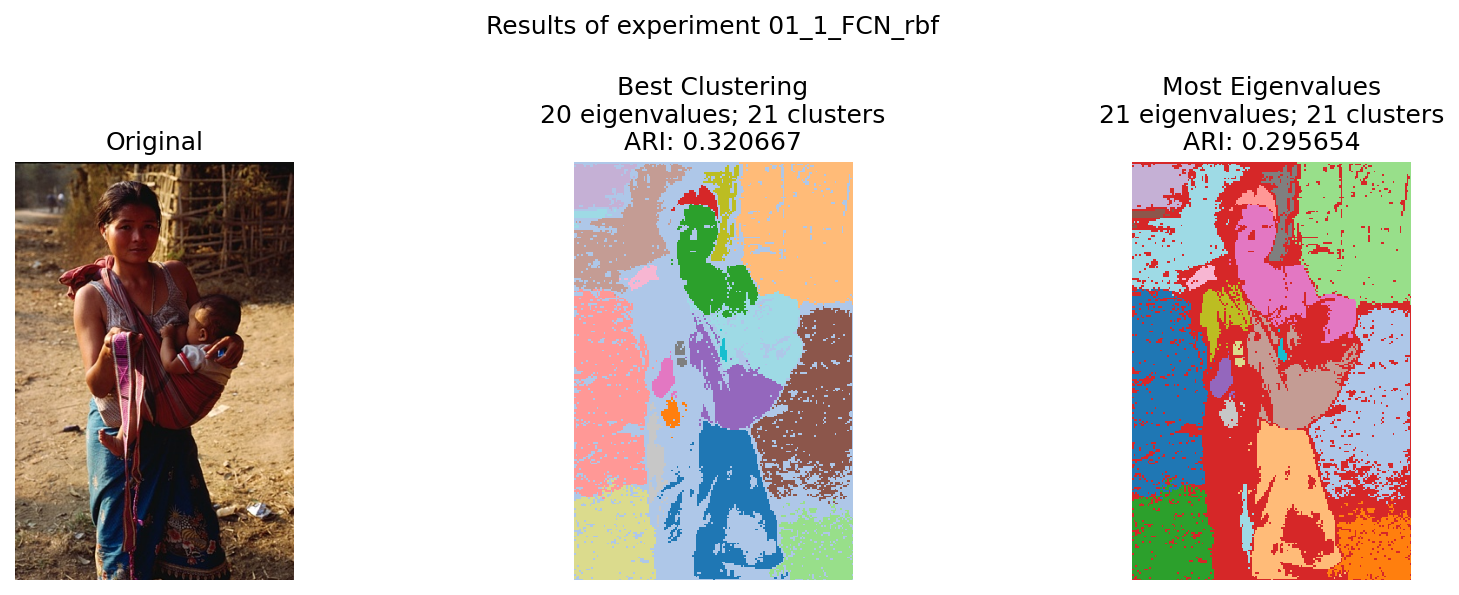 Results of experiment 01_1_FCN_rbf
Original
Best Clustering
20 eigenvalues; 21 clusters
ARI: 0.320667
Most Eigenvalues
21 eigenvalues; 21 clusters
ARI: 0.295654